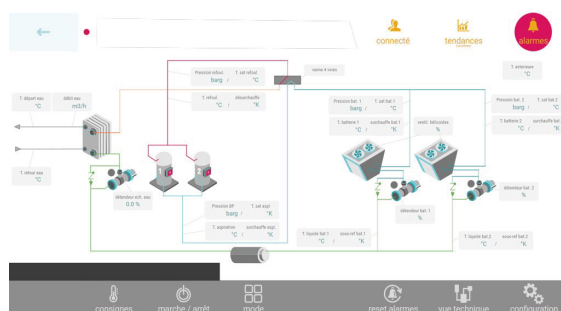 connecté
tendances
alarmes
Pression refoul. T. sat refoul
barg / °C
vanne 4 voies
T. exterieure
°C
T. départ eau
°C
débit eau
m3/h
T. refoul désurchauffe
°C / °K
Pression bat. 1 T. sat bat 1
barg / °C
Pression bat. 2 T. sat bat 2
barg / °C
T. batterie 1 surchauffe bat 1
°C / °K
ventil. hélicoïdes
%
T. batterie 2 surchauffe bat
°C / °K
T. retour eau
°C
détendeur ech. eau
0.0 %
Pression BP T. sat aspi
barg / °K
détendeur bat. 2
%
détendeur bat. 1
%
T. aspiration surchauffe aspi.
°C / °K
T. liquide bat 1 sous-ref bat 1
°C / °K
T. liquide bat 2 sous-ref bat 2
°C / °K
consignes
marche / arrêt
mode
reset alarmes
vue technique
configuration